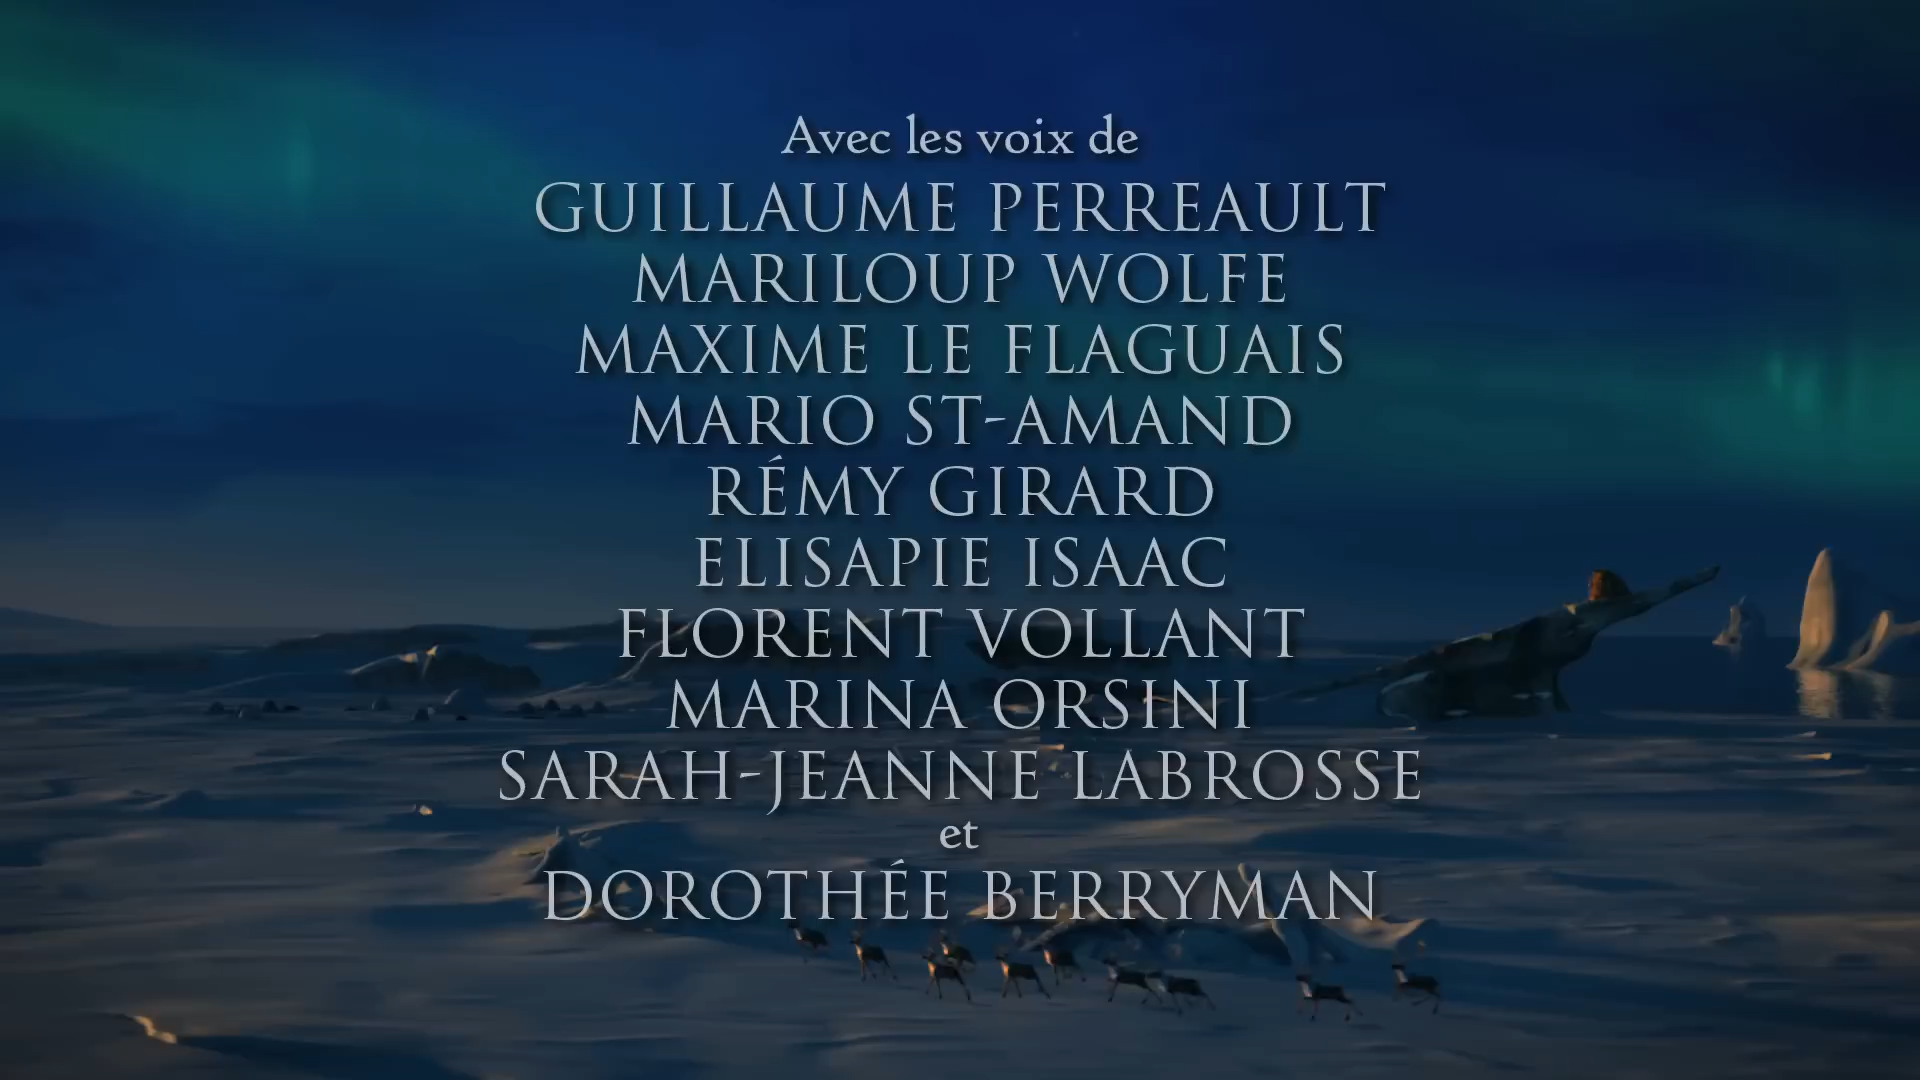 Avec les voix de
GUILLAUME PERREAULT
MARILOUP WOLFE
MAXIME LE FLAGUAIS
MARIO ST-AMAND
RÉMY GIRARD
ELISAPIE ISAAC
FLORENT VOLLANT
MARINA ORSINI
SARAH-JEANNE LABROSSE
et
DOROTHÉE BERRYMAN